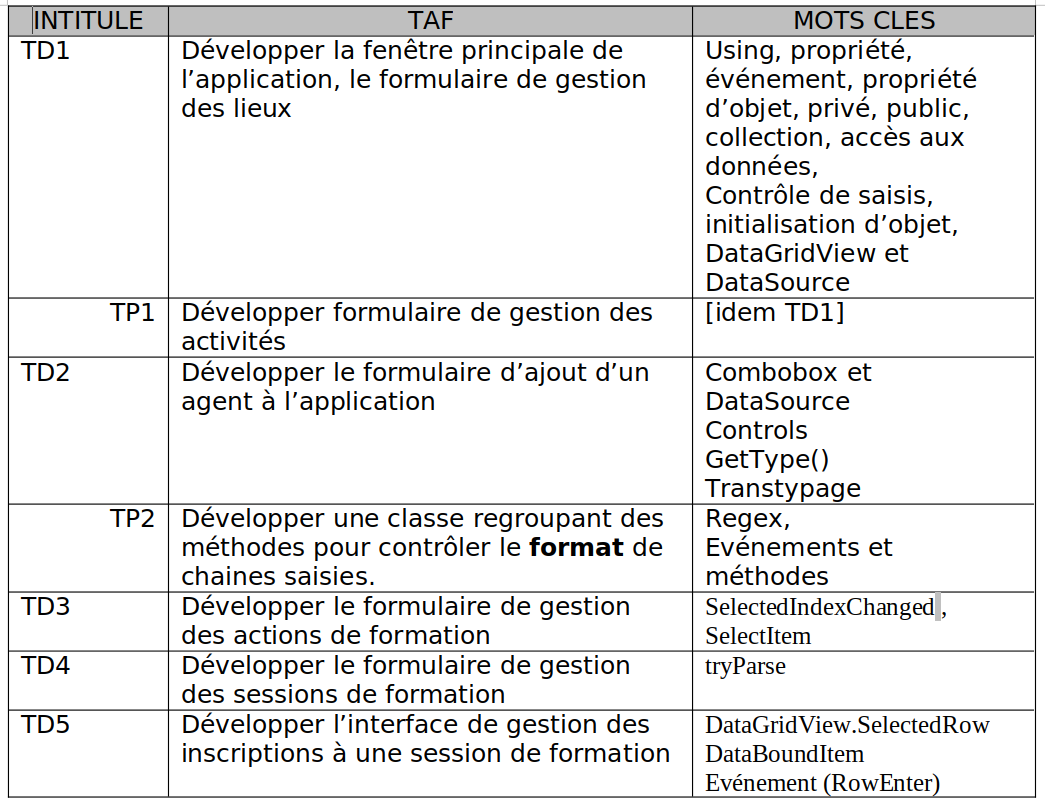 INTITULE TAF MOTS CLES
TD1 Développer la fenêtre principale de Using, propriété,
l’application, le formulaire de gestion événement, propriété
des lieux d’objet, privé, public,
collection, accès aux
données,
Contrôle de saisis,
initialisation d’objet,
DataGridView et
DataSource
TP1 Développer formulaire de gestion des [idem TD1]
activités
TD2 Développer le formulaire d’ajout d’un Combobox et
agent à l’application DataSource
Controls
GetType()
Transtypage
TP2 Développer une classe regroupant des Regex,
méthodes pour contrôler le format de Evénements et
chaines saisies. méthodes
TD3 Développer le formulaire de gestion SelectedIndexChanged ,
des actions de formation SelectItem
TD4 Développer le formulaire de gestion tryParse
des sessions de formation
TD5 Développer l’interface de gestion des DataGridView.SelectedRow
inscriptions à une session de formation DataBoundItem
Evénement (RowEnter)